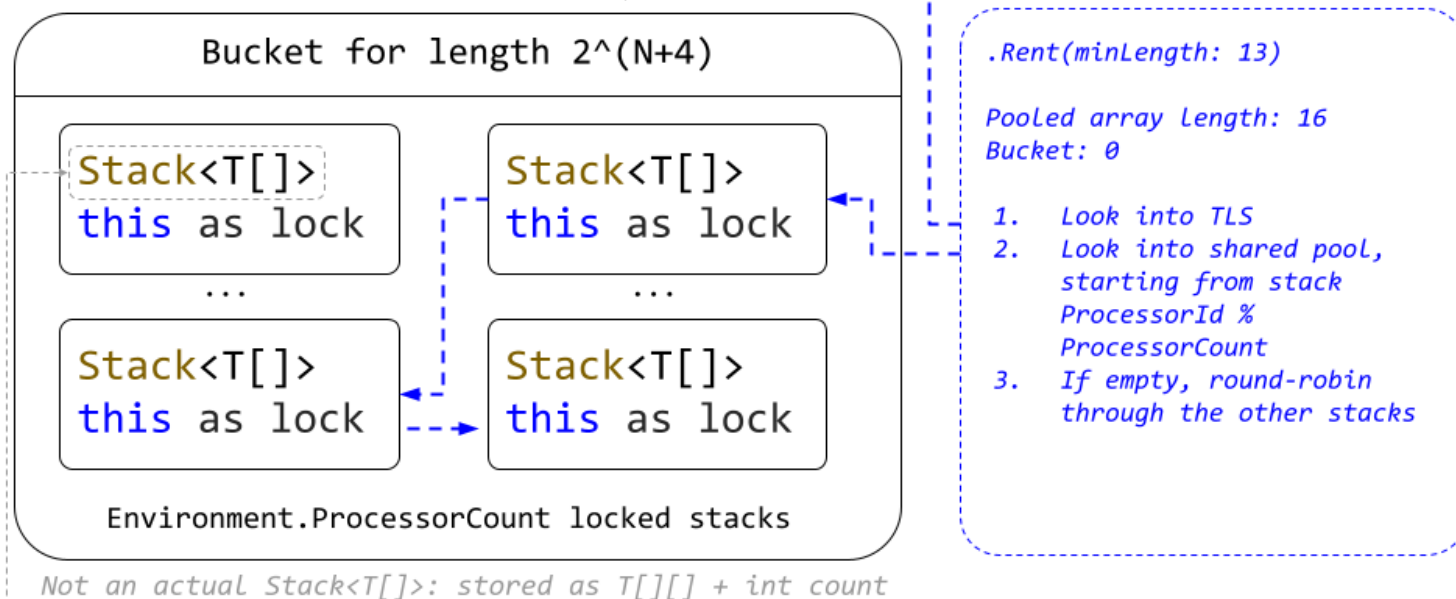 Bucket for length 2^(N+4)
Stack<T[]>
this as lock
Stack<T[]>
this as lock
...
...
Stack<T[]>
this as lock
Stack<T[]>
this as lock
Environment.ProcessorCount locked stacks
Not an actual Stack<T[]>: stored as T[][] + int count
.Rent(minLength: 13)
Pooled array length: 16
Bucket: 0
1. Look into TLS
2. Look into shared pool,
starting from stack
ProcessorId %
ProcessorCount
3. If empty, round-robin
through the other stacks